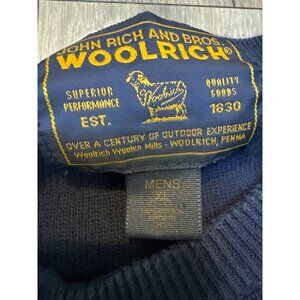 JOHN RICH AND BROS.
WOOLRICH®
SUPERIOR PERFORMANCE
EST.
Woolrich
QUALITY GOODS
1830
OVER A CENTURY OF OUTDOOR EXPERIENCE
Woolrich Woolen Mills - WOOLRICH, PENNA
MENS
XL